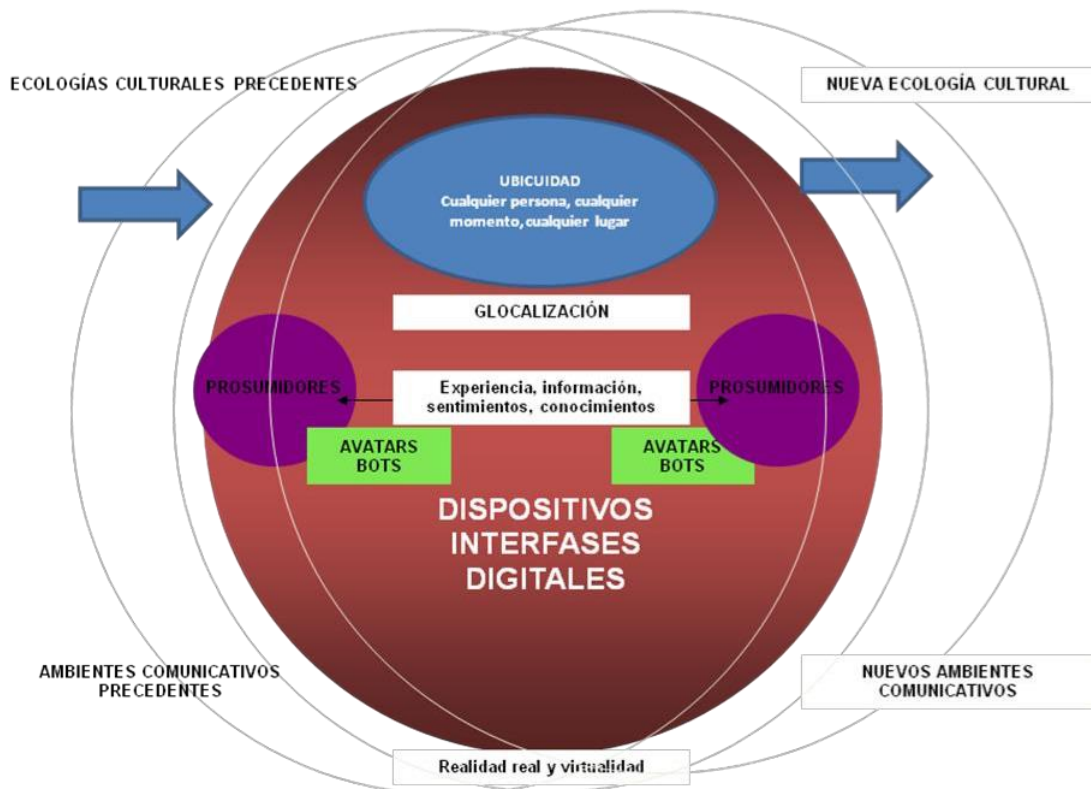 ECOLOGÍAS CULTURALES PRECEDENTES
NUEVA ECOLOGÍA CULTURAL
UBICUIDAD
Cualquier persona, cualquier
momento, cualquier lugar
GLOCALIZACIÓN
PROSUMIDORES
Experiencia, información,
sentimientos, conocimientos
PROSUMIDORES
AVATARS
BOTS
AVATARS
BOTS
DISPOSITIVOS
INTERFASES
DIGITALES
AMBIENTES COMUNICATIVOS
PRECEDENTES
NUEVOS AMBIENTES
COMUNICATIVOS
Realidad real y virtualidad